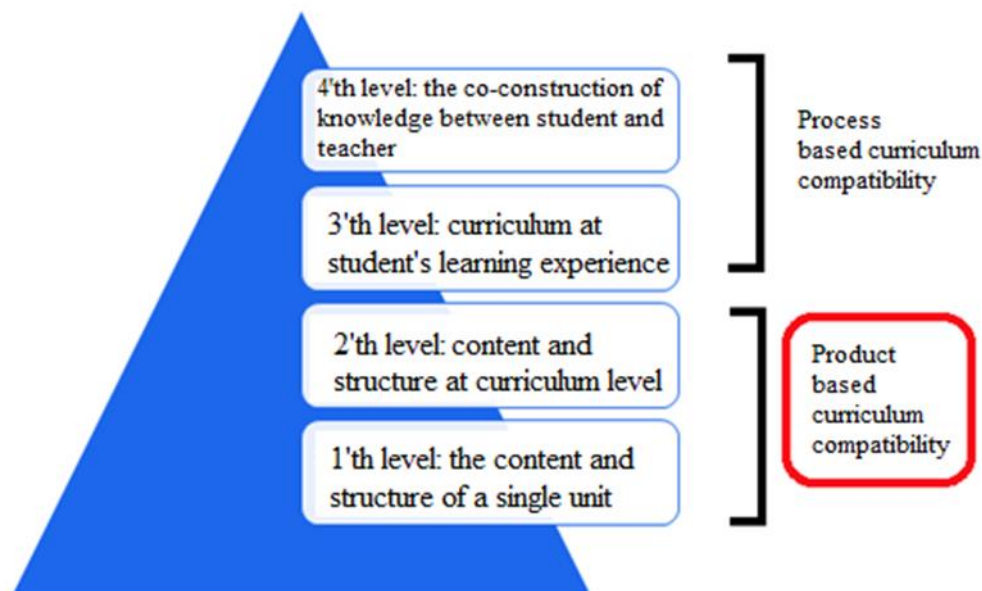 4'th level: the co-construction of
knowledge between student and
teacher
Process
based curriculum
compatibility
3'th level: curriculum at
student's learning experience
2'th level: content and
structure at curriculum level
Product
based
curriculum
compatibility
1'th level: the content and
structure of a single unit